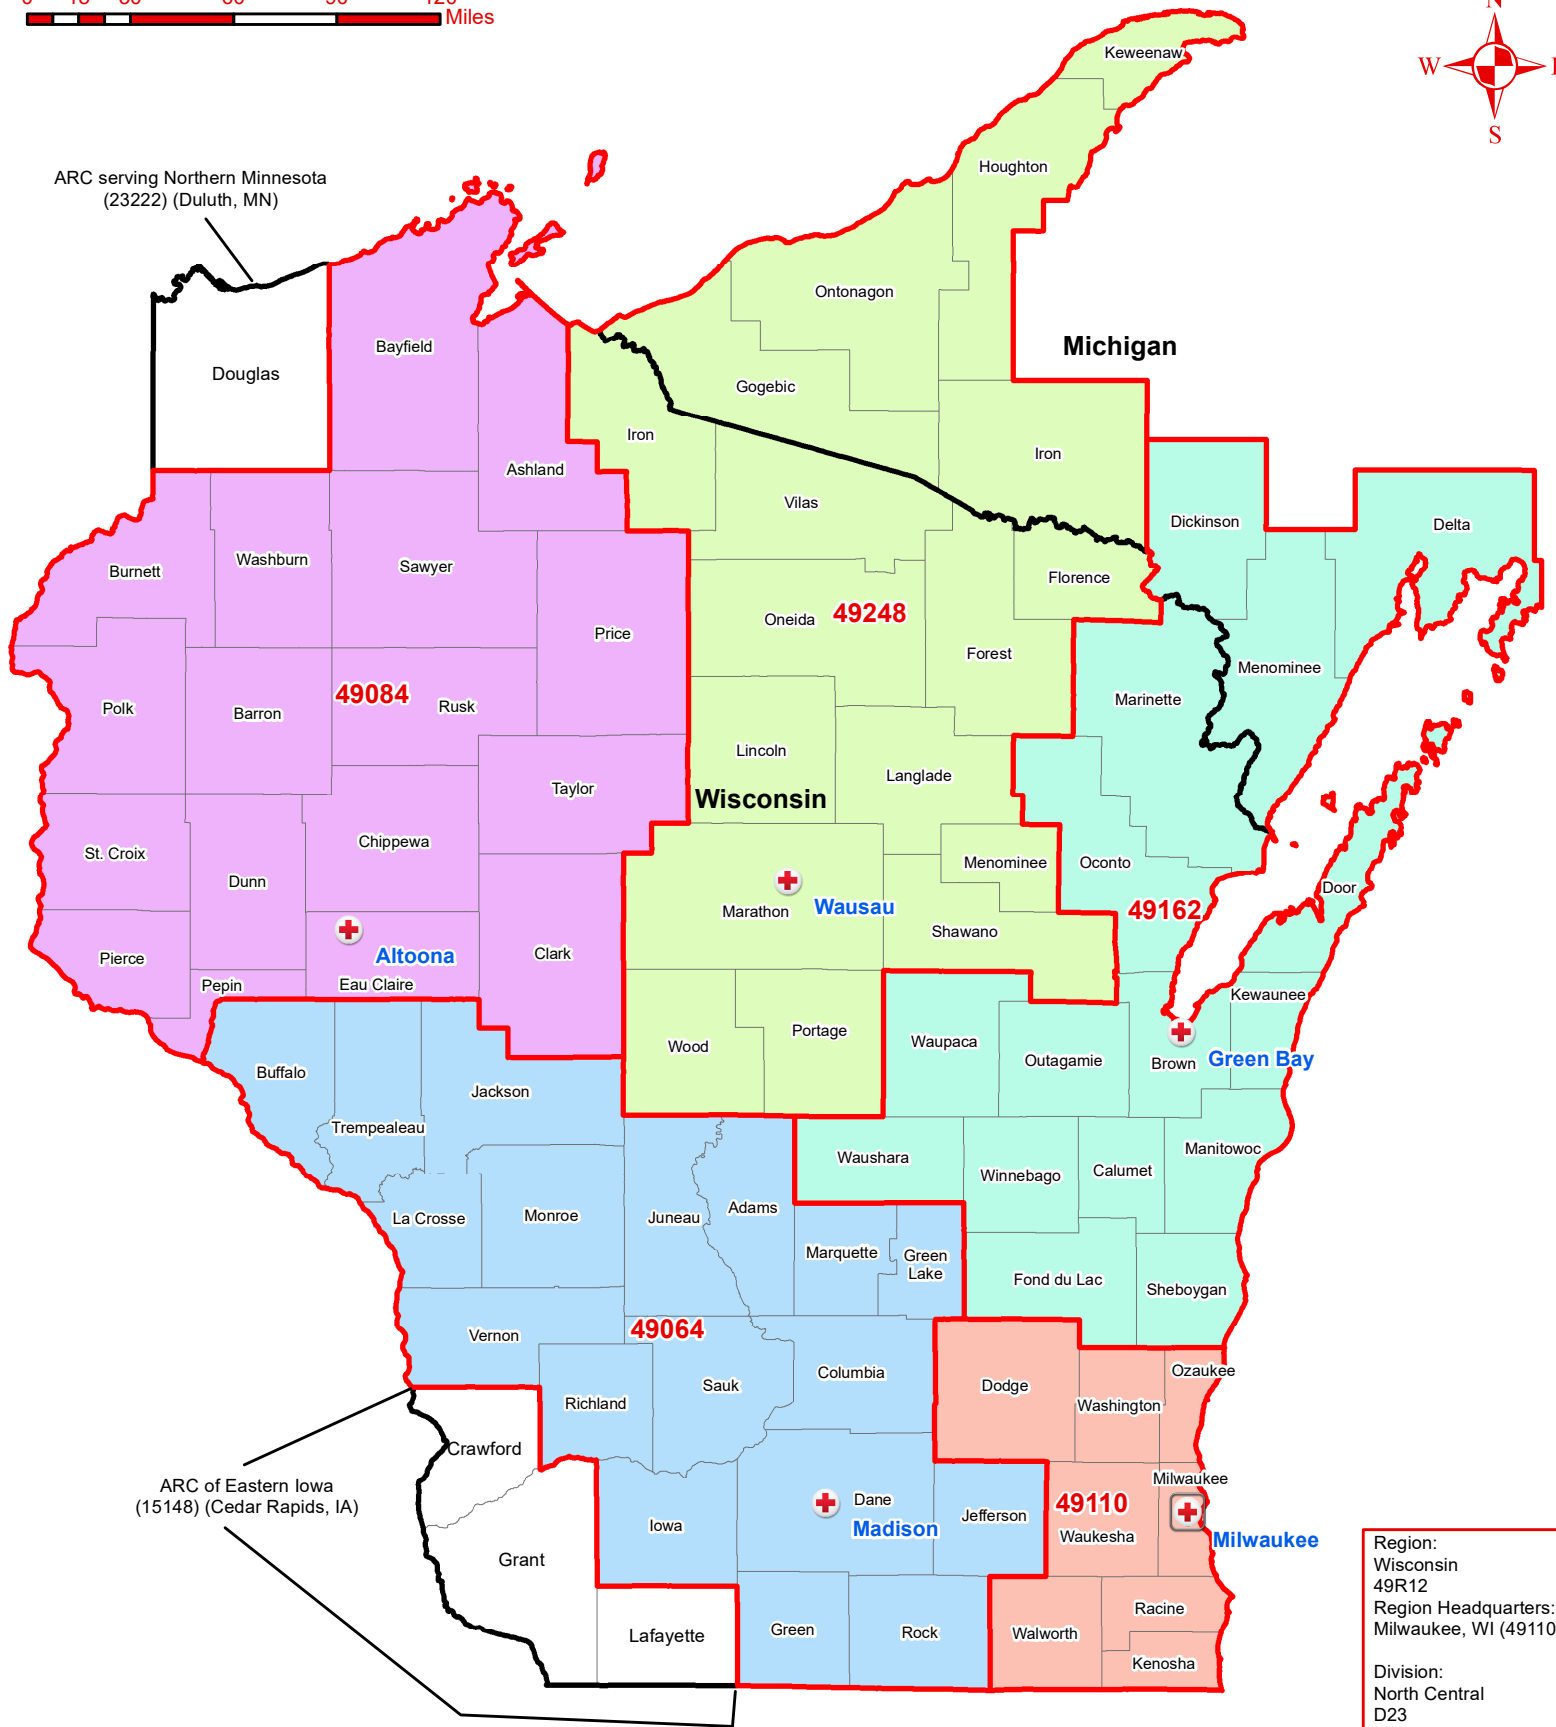 Miles
N
W
S
Keweenaw
Houghton
ARC serving Northern Minnesota
(23222) (Duluth, MN)
Ontonagon
Michigan
Bayfield
Douglas
Gogebic
Iron
Iron
Ashland
Vilas
Dickinson
Delta
Washburn
Sawyer
Burnett
Florence
Oneida
49248
Price
Forest
Menominee
49084
Marinette
Polk
Barron
Rusk
Lincoln
Langlade
Taylor
Wisconsin
Chippewa
St. Croix
Menominee
Oconto
Dunn
Door
Marathon
Wausau
49162
Shawano
Altoona
Clark
Pierce
Pepin
Eau Claire
Kewaunee
Portage
Waupaca
Wood
Outagamie
Brown
Green Bay
Buffalo
Jackson
Trempealeau
Manitowoc
Waushara
Calumet
Winnebago
Adams
La Crosse
Monroe
Juneau
Marquette
Green
Lake
Fond du Lac
Sheboygan
Vernon
49064
Columbia
Ozaukee
Sauk
Dodge
Richland
Washington
Crawford
ARC of Eastern Iowa
(15148) (Cedar Rapids, IA)
Milwaukee
Dane
49110
Jefferson
Iowa
Madison
Waukesha
Milwaukee
Grant
Region:
Wisconsin
49R12
Region Headquarters:
Milwaukee, WI (49110
Racine
Green
Rock
Walworth
Lafayette
Kenosha
Division:
North Central
D23